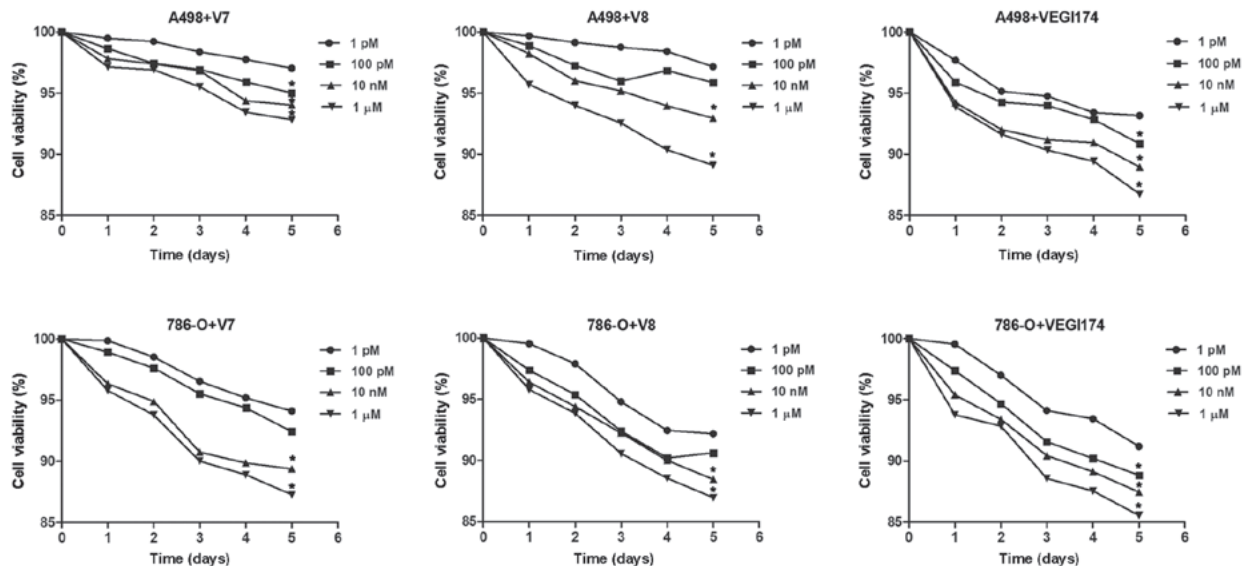 A498+V7
100
95
90
85
Cell viability (%)
0 1 2 3 4 5 6
Time (days)
1 pM
100 pM
10 nM
1 μM
*
*
*
A498+V8
100
95
90
85
Cell viability (%)
0 1 2 3 4 5 6
Time (days)
1 pM
100 pM
10 nM
1 μM
*
*
A498+VEGI174
100
95
90
85
Cell viability (%)
0 1 2 3 4 5 6
Time (days)
1 pM
100 pM
10 nM
1 μM
*
*
*
786-O+V7
100
95
90
85
Cell viability (%)
0 1 2 3 4 5 6
Time (days)
1 pM
100 pM
10 nM
1 μM
*
*
786-O+V8
100
95
90
85
Cell viability (%)
0 1 2 3 4 5 6
Time (days)
1 pM
100 pM
10 nM
1 μM
*
*
786-O+VEGI174
100
95
90
85
Cell viability (%)
0 1 2 3 4 5 6
Time (days)
1 pM
100 pM
10 nM
1 μM
*
*
*